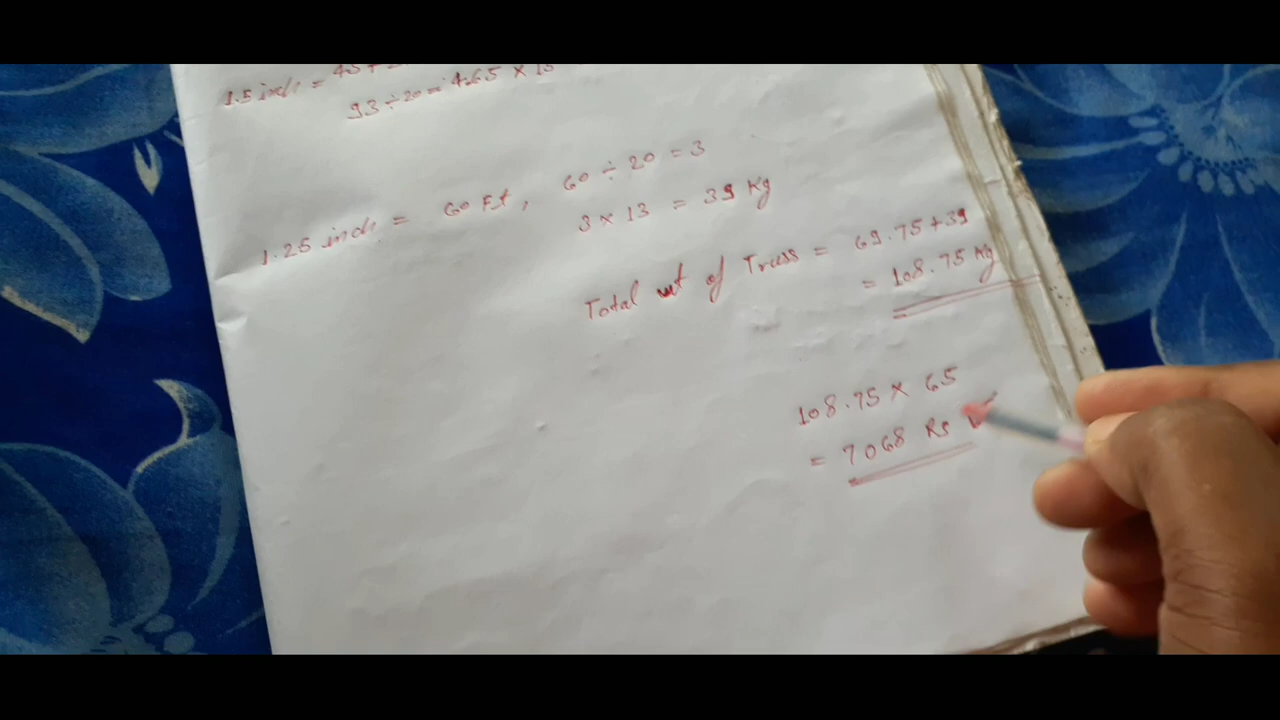 1.5 inch = 45 +
93 ÷ 20 = 4.65 × 15
1.25 inch = 60 Ft, 60 ÷ 20 = 3
3 × 13 = 39 Kg
Total wt of Truss = 69.75 + 39
= 108.75 Kg
108.75 × 65
= 7068 Rs